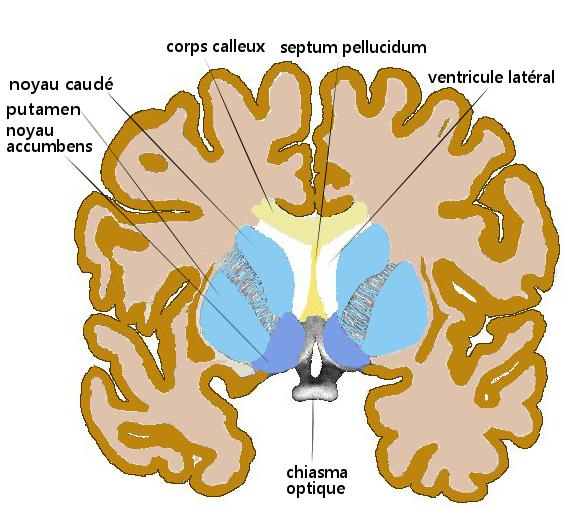 corps calleux
septum pellucidum
ventricule latéral
noyau caudé
putamen
noyau
accumbens
chiasma
optique